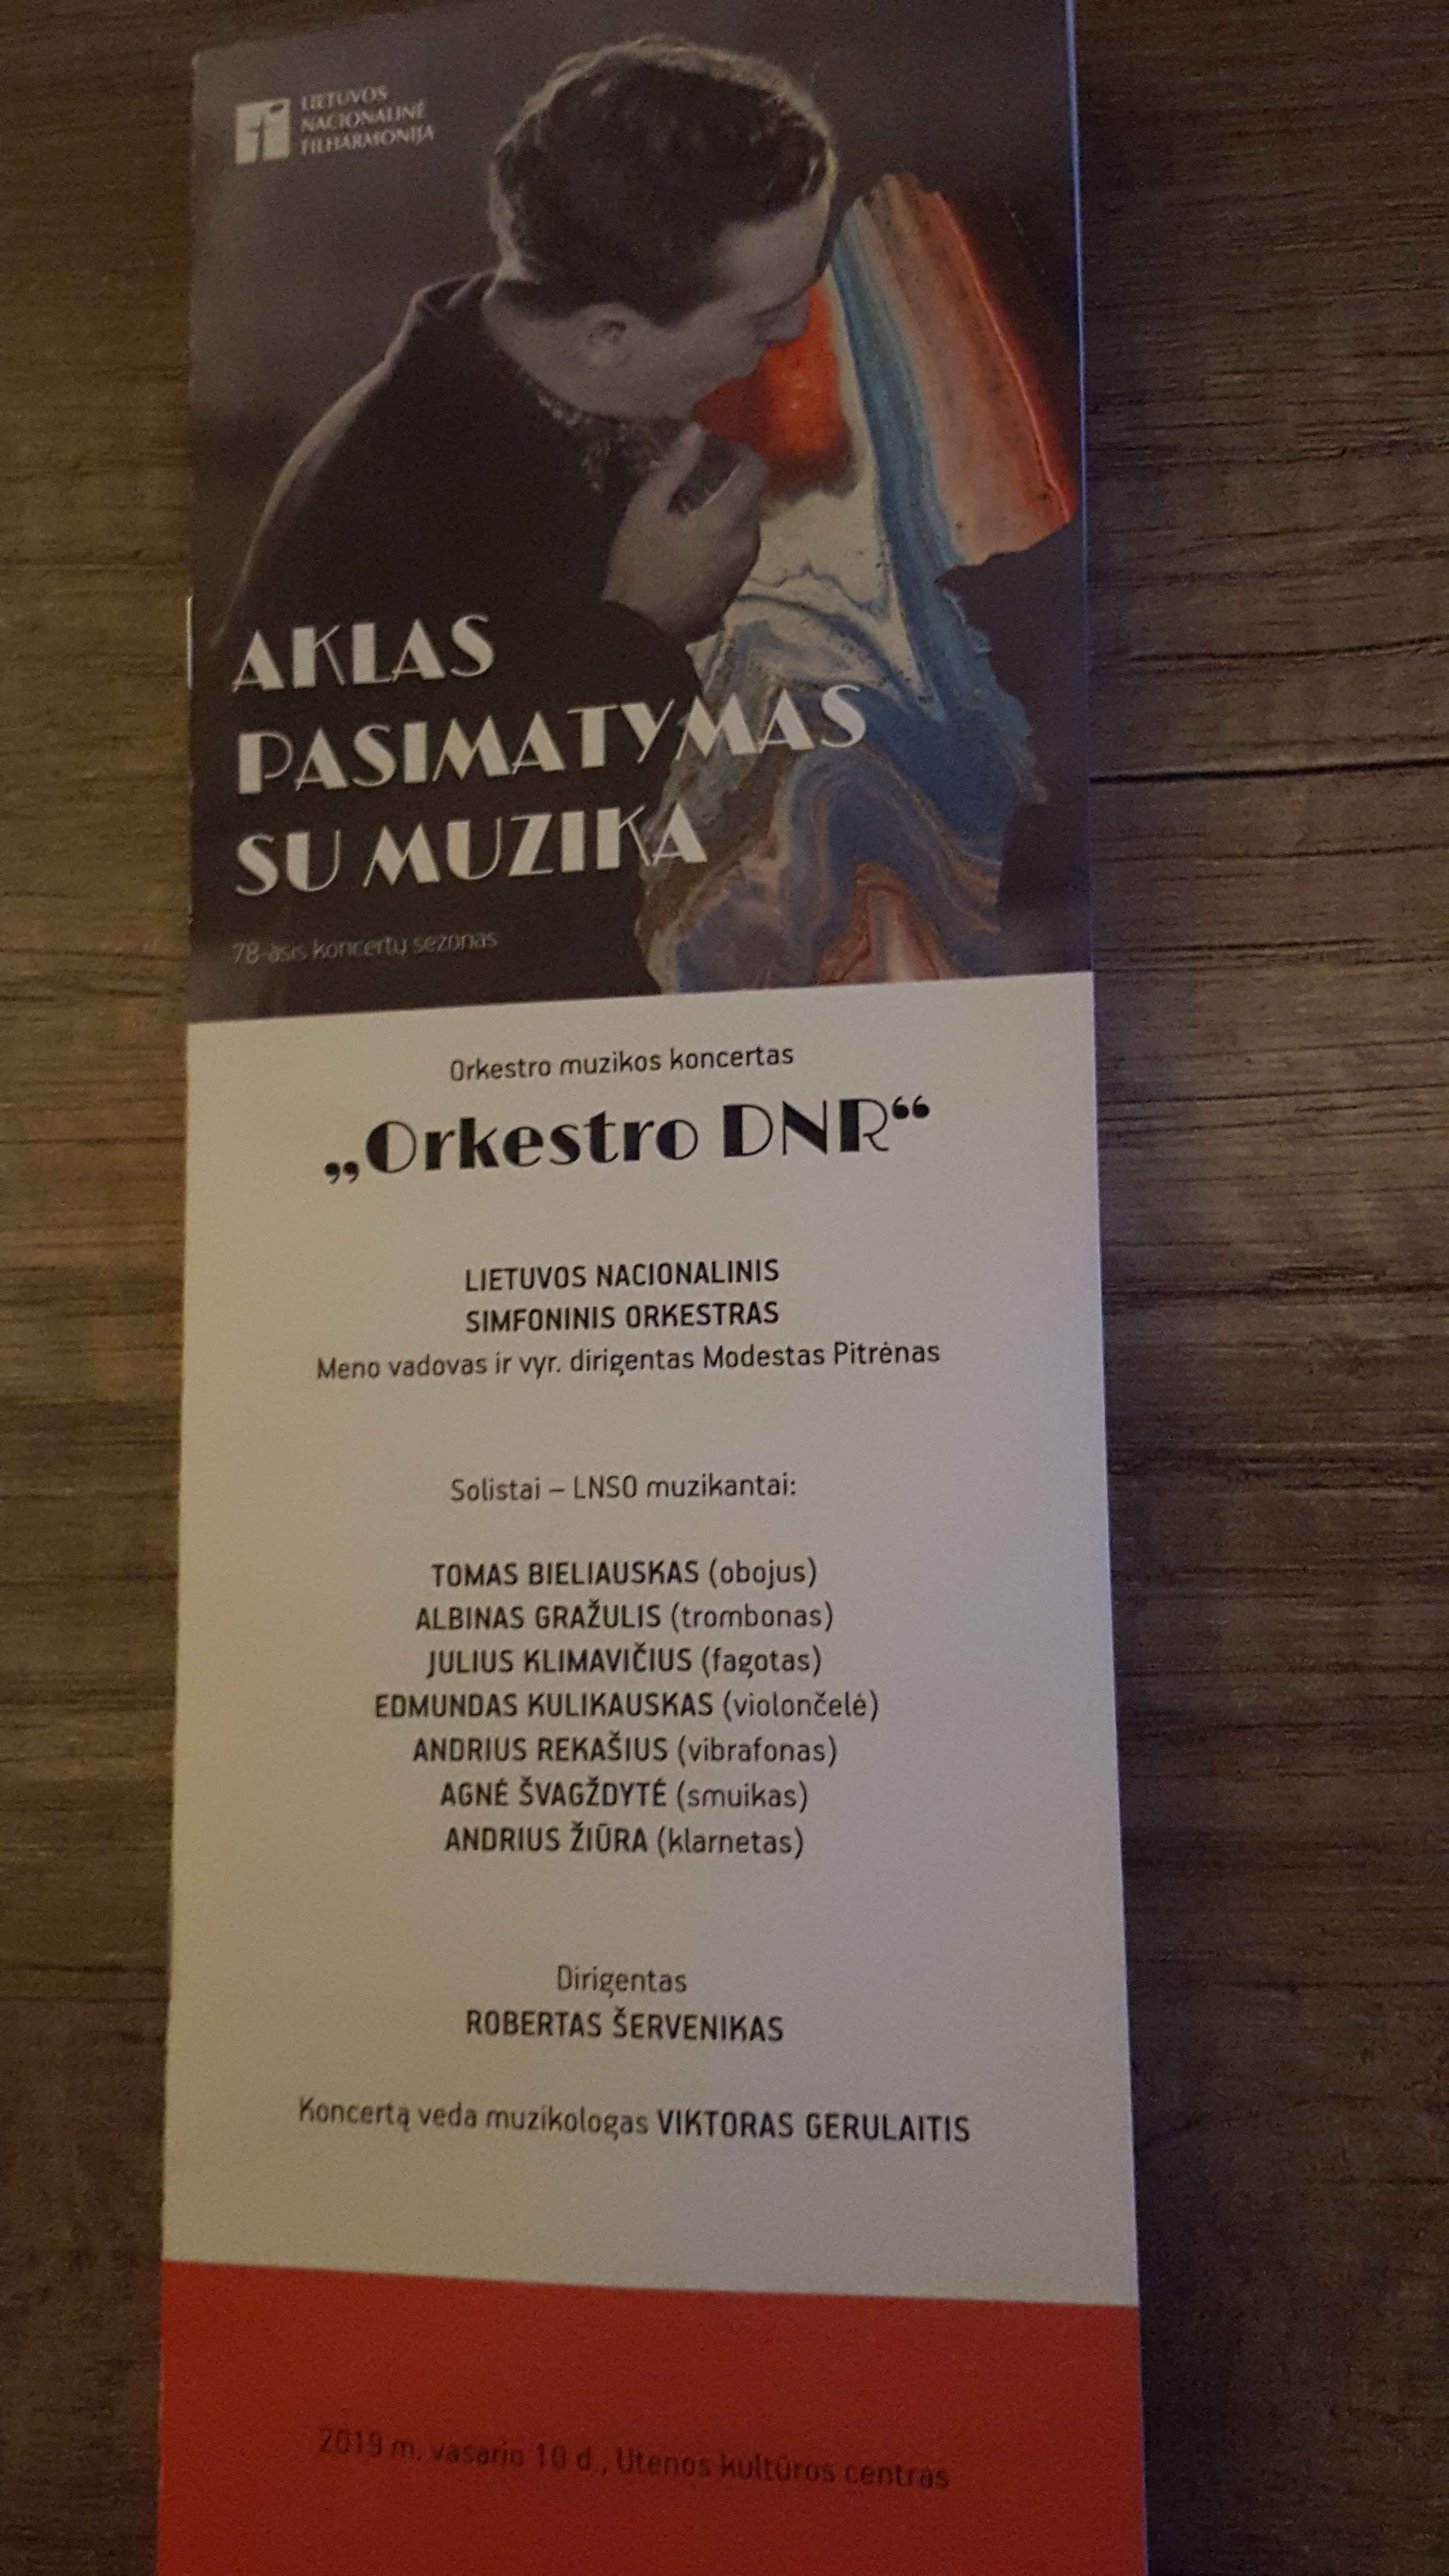 LIETUVOS
NACIONALINĖ
FILHARMONIJA
AKLAS
PASIMATYMAS
SU MUZIKA
78-asis koncertų sezonas
Orkestro muzikos koncertas
„Orkestro DNR“
LIETUVOS NACIONALINIS
SIMFONINIS ORKESTRAS
Meno vadovas ir vyr. dirigentas Modestas Pitrėnas
Solistai – LNSO muzikantai:
TOMAS BIELIAUSKAS (obojus)
ALBINAS GRAŽULIS (trombonas)
JULIUS KLIMAVIČIUS (fagotas)
EDMUNDAS KULIKAUSKAS (violončelė)
ANDRIUS REKAŠIUS (vibrafonas)
AGNĖ ŠVAGŽDYTĖ (smuikas)
ANDRIUS ŽIŪRA (klarnetas)
Dirigentas
ROBERTAS ŠERVENIKAS
Koncertą veda muzikologas VIKTORAS GERULAITIS
2019 m. vasario 10 d., Utenos kultūros centras